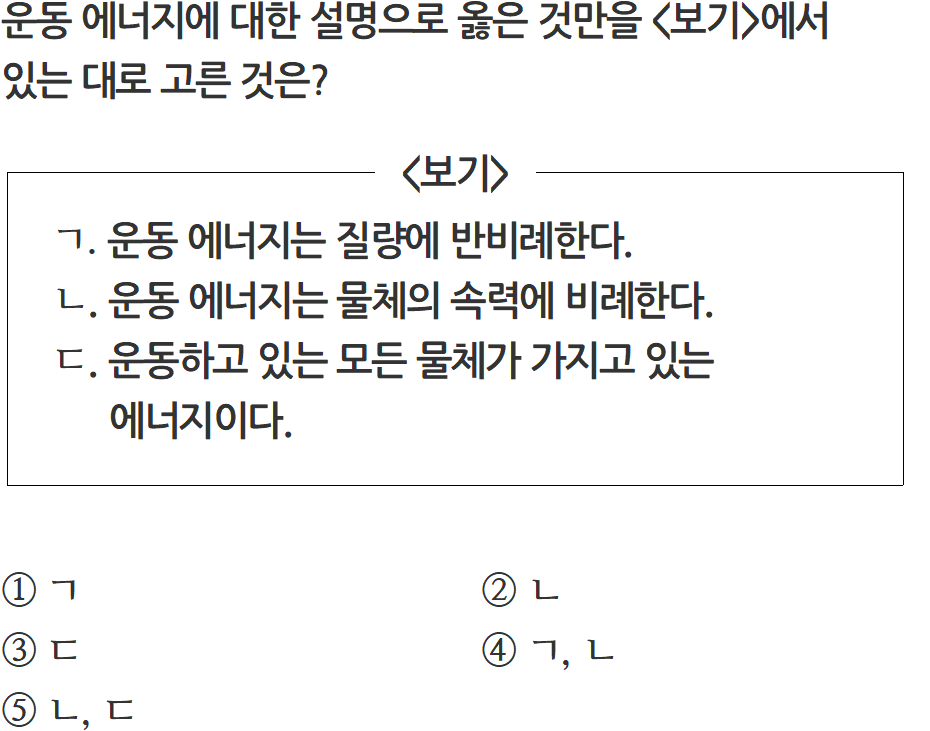 운동 에너지에 대한 설명으로 옳은 것만을 <보기>에서
있는 대로 고른 것은?
<보기>
ㄱ. 운동 에너지는 질량에 반비례한다.
ㄴ. 운동 에너지는 물체의 속력에 비례한다.
ㄷ. 운동하고 있는 모든 물체가 가지고 있는
에너지이다.
① ㄱ ② ㄴ
③ ㄷ ④ ㄱ, ㄴ
⑤ ㄴ, ㄷ